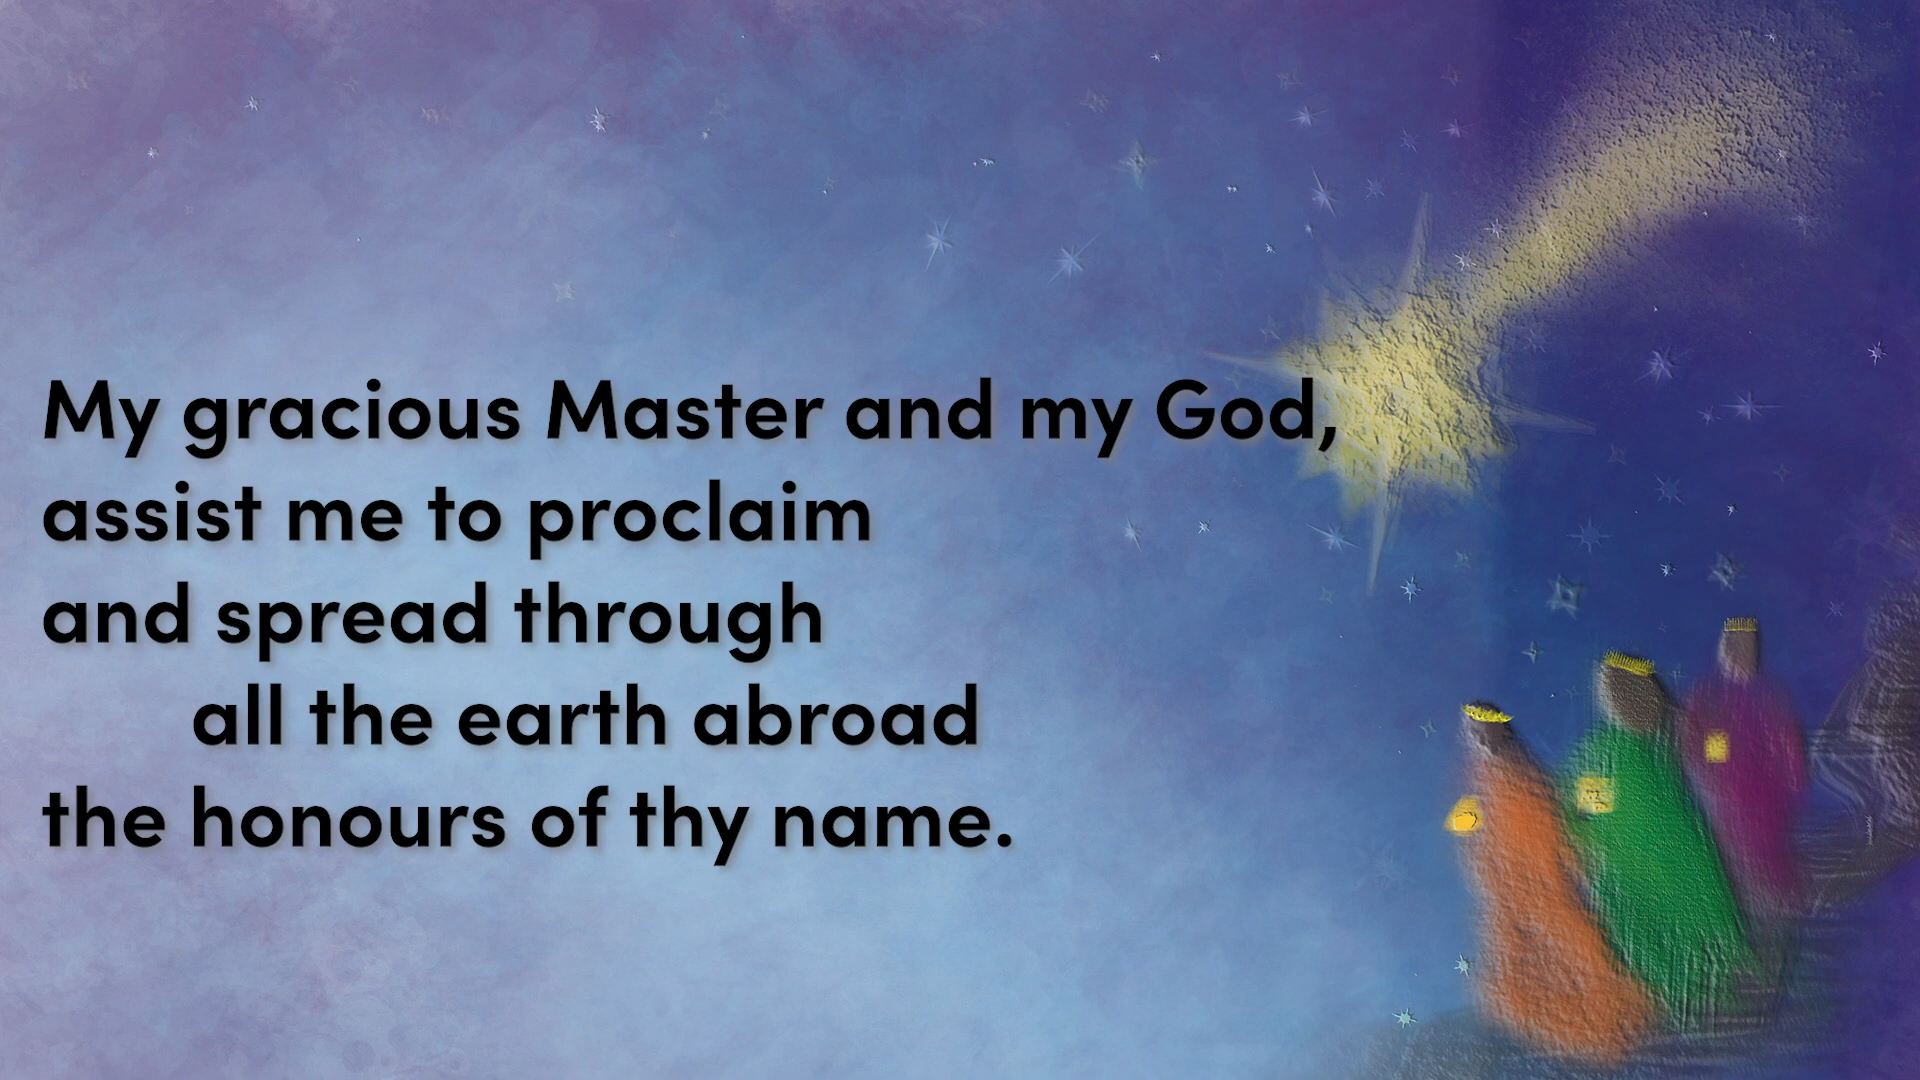 My gracious Master and my God,
assist me to proclaim
and spread through
all the earth abroad
the honours of thy name.